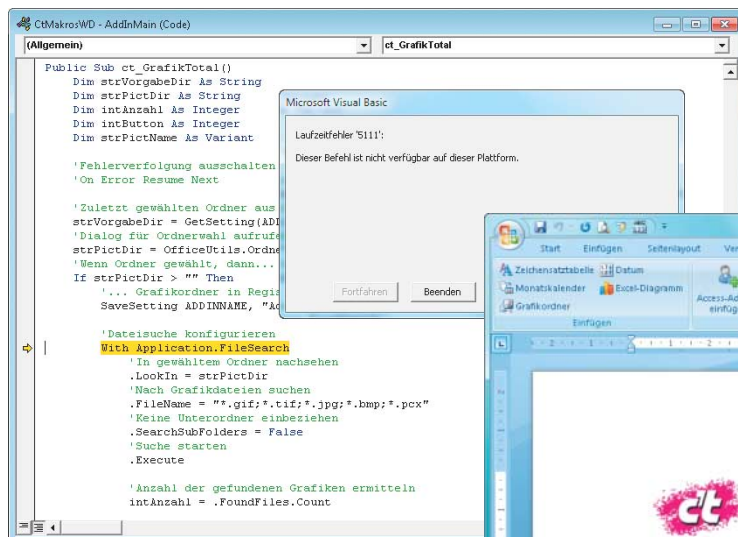 CtMakrosWD - AddInMain (Code)
(Allgemein)
ct_GrafikTotal
Public Sub ct_GrafikTotal()
Dim strVorgabeDir As String
Dim strPictDir As String
Dim intAnzahl As Integer
Dim intButton As Integer
Dim strPictName As Variant
'Fehlerverfolgung ausschalten
'On Error Resume Next
'Zuletzt gewählten Ordner aus
strVorgabeDir = GetSetting(ADD
'Dialog für Ordnerwahl aufrufe
strPictDir = OfficeUtils.Ordne
'Wenn Ordner gewählt, dann...
If strPictDir > "" Then
'... Grafikordner in Regis
SaveSetting ADDINNAME, "Ad
'Dateisuche konfigurieren
With Application.FileSearch
'In gewähltem Ordner nachsehen
.LookIn = strPictDir
'Nach Grafikdateien suchen
.FileName = "*.gif;*.tif;*.jpg;*.bmp;*.pcx"
'Keine Unterordner einbeziehen
.SearchSubFolders = False
'Suche starten
.Execute
'Anzahl der gefundenen Grafiken ermitteln
intAnzahl = .FoundFiles.Count
Microsoft Visual Basic
Laufzeitfehler '5111':
Dieser Befehl ist nicht verfügbar auf dieser Plattform.
Fortfahren
Beenden
Start Einfügen Seitenlayout Ver
Zeichensatztabelle Datum
Monatskalender Excel-Diagramm
Grafikordner
Access-Ad
einfüg
Einfügen
L
c't